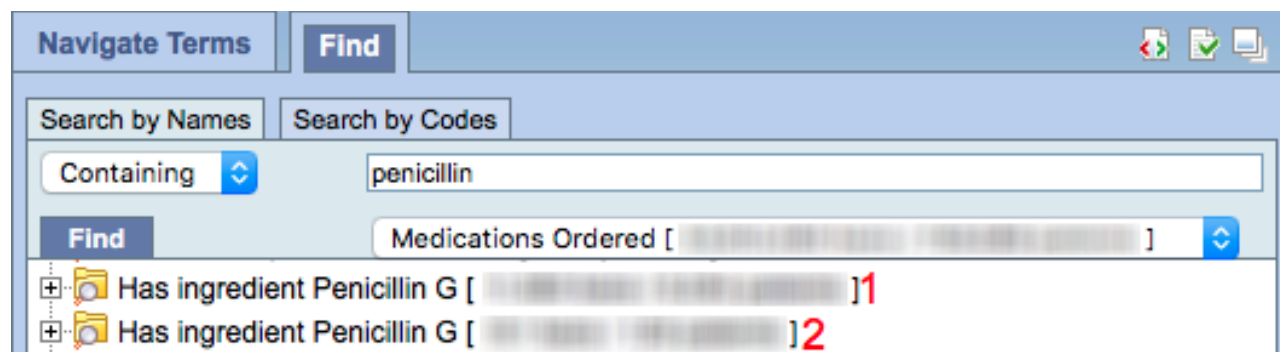 Navigate Terms Find
Search by Names Search by Codes
Containing penicillin
Find Medications Ordered [ ]
Has ingredient Penicillin G [ ]1
Has ingredient Penicillin G [ ]2